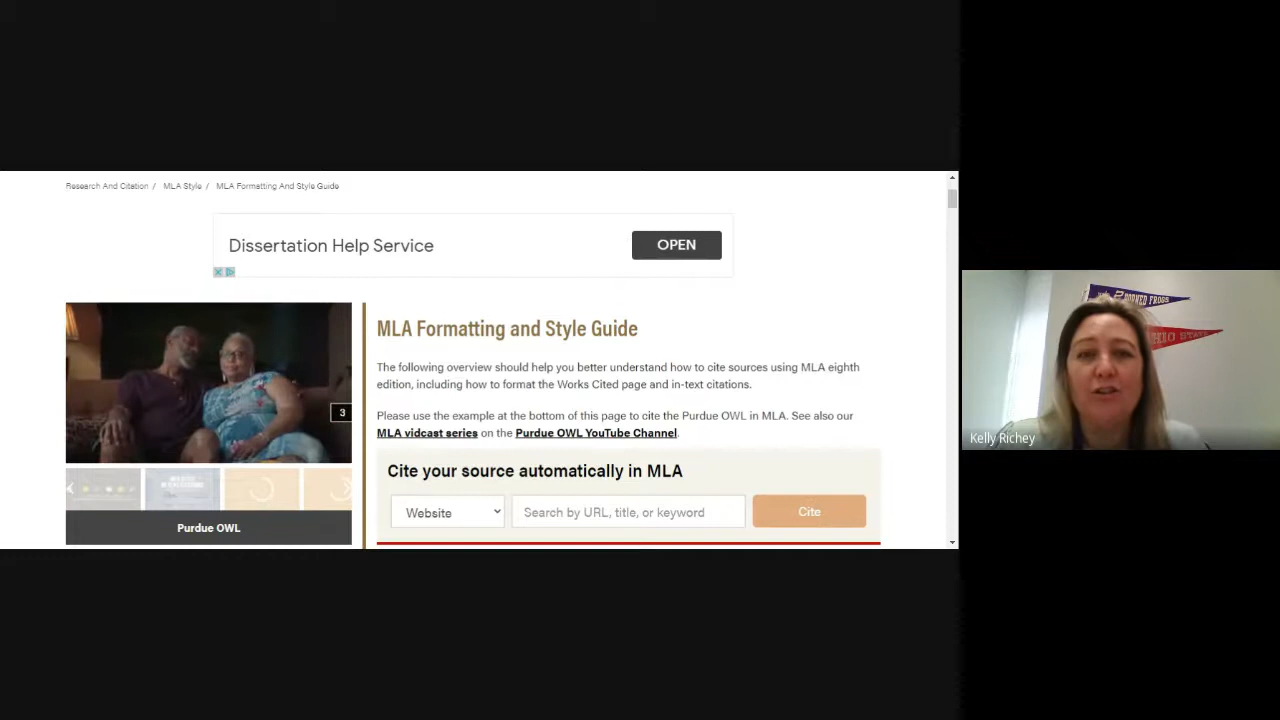 Research And Citation / MLA Style / MLA Formatting And Style Guide
Dissertation Help Service
OPEN
MLA Formatting and Style Guide
The following overview should help you better understand how to cite sources using MLA eighth
edition, including how to format the Works Cited page and in-text citations.
Please use the example at the bottom of this page to cite the Purdue OWL in MLA. See also our
MLA vidcast series on the Purdue OWL YouTube Channel.
3
Cite your source automatically in MLA
Website
Search by URL, title, or keyword
Cite
Purdue OWL
FROGS
Kelly Richey